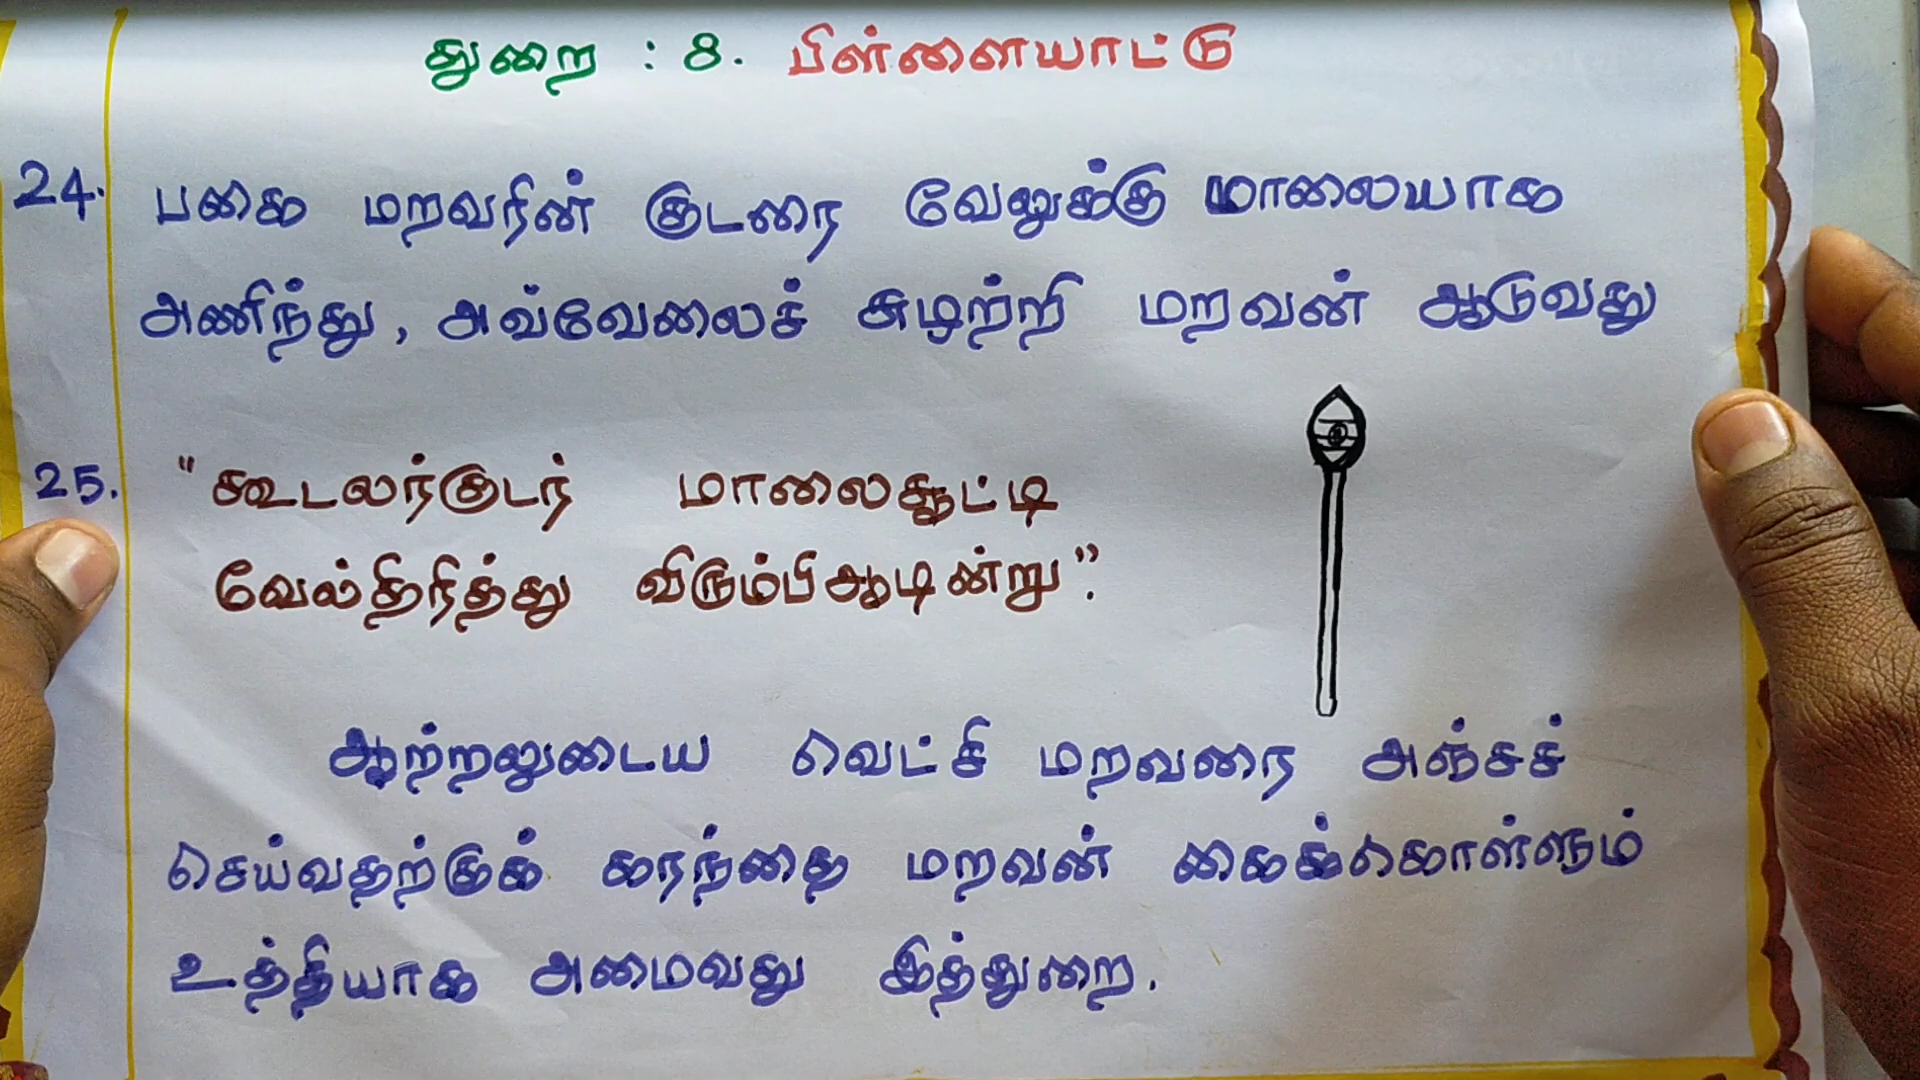 துறை : 8. பிள்ளையாட்டு
24. பகை மறவரின் குடரை வேலுக்கு மாலையாக
அணிந்து, அவ்வேலைச் சுழற்றி மறவன் ஆடுவது
25. "கூடலர்குடர் மாலைசூட்டி
வேல்திரித்து விரும்பிஆடின்று".
ஆற்றலுடைய வெட்சி மறவரை அஞ்சச்
செய்வதற்குக் கரந்தை மறவன் கைக்கொள்ளும்
உத்தியாக அமைவது இத்துறை.